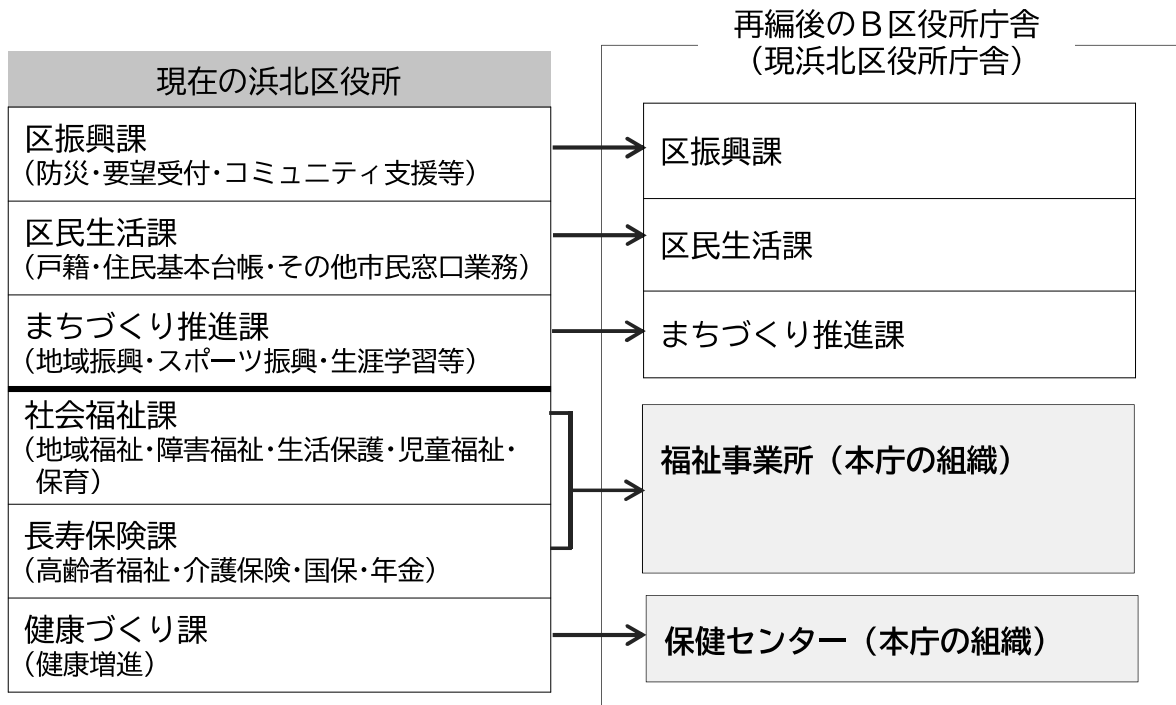 再編後のB区役所庁舎
（現浜北区役所庁舎）
現在の浜北区役所
区振興課
（防災・要望受付・コミュニティ支援等）
区民生活課
（戸籍・住民基本台帳・その他市民窓口業務）
まちづくり推進課
（地域振興・スポーツ振興・生涯学習等）
社会福祉課
（地域福祉・障害福祉・生活保護・児童福祉・
保育）
長寿保険課
（高齢者福祉・介護保険・国保・年金）
健康づくり課
（健康増進）
区振興課
区民生活課
まちづくり推進課
福祉事業所（本庁の組織）
保健センター（本庁の組織）